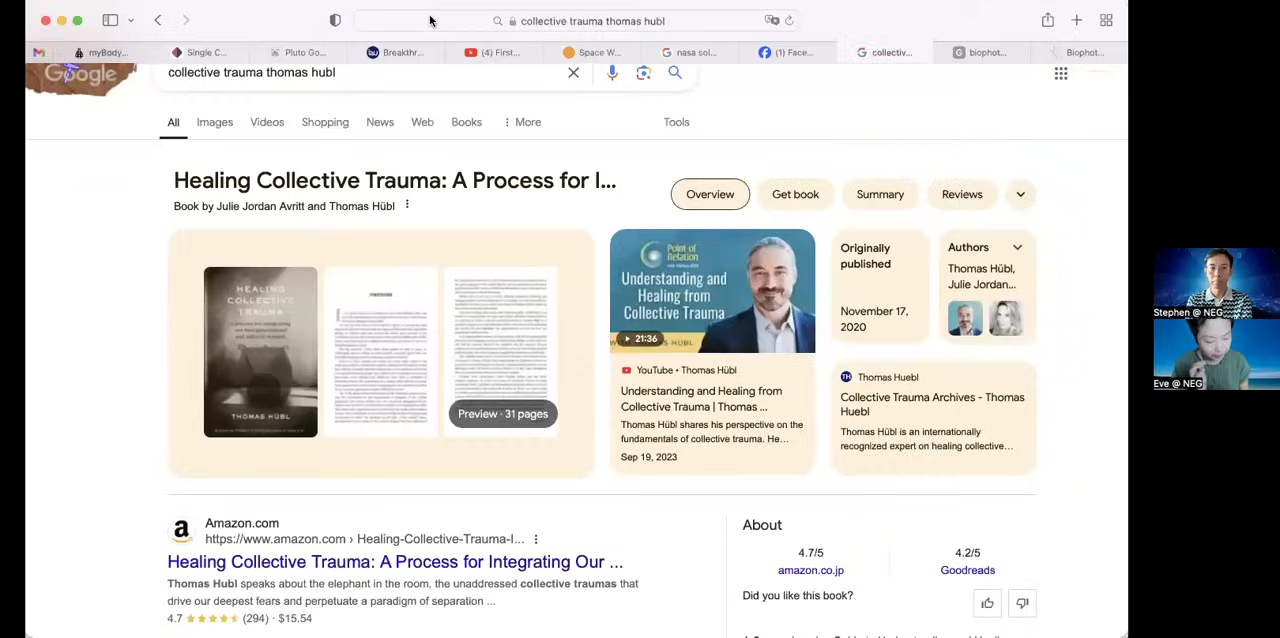 collective trauma thomas hubl
myBody...
Single C...
Pluto Go...
Breakthr...
(4) First...
Space W...
nasa sol...
(1) Face...
collectiv...
biophot...
Biophot...
Google
collective trauma thomas hubl
All
Images
Videos
Shopping
News
Web
Books
More
Tools
Healing Collective Trauma: A Process for I...
Book by Julie Jordan Avritt and Thomas Hübl
Overview
Get book
Summary
Reviews
HEALING
COLLECTIVE
TRAUMA
THOMAS HÜBL
Preview · 31 pages
Point of
Relation
Understanding and
Healing from
Collective Trauma
21:36
YouTube • Thomas Hübl
Understanding and Healing from
Collective Trauma | Thomas ...
Thomas Hübl shares his perspective on the
fundamentals of collective trauma. He...
Sep 19, 2023
Originally
published
November 17,
2020
Authors
Thomas Hübl,
Julie Jordan...
TH
Thomas Huebl
Collective Trauma Archives - Thomas
Huebl
Thomas Hübl is an internationally
recognized expert on healing collective...
Stephen @ NEG
Eve @ NEG
a
Amazon.com
https://www.amazon.com › Healing-Collective-Trauma-I...
Healing Collective Trauma: A Process for Integrating Our ...
Thomas Hubl speaks about the elephant in the room, the unaddressed collective traumas that
drive our deepest fears and perpetuate a paradigm of separation ...
4.7 (294) · $15.54
About
4.7/5
amazon.co.jp
4.2/5
Goodreads
Did you like this book?